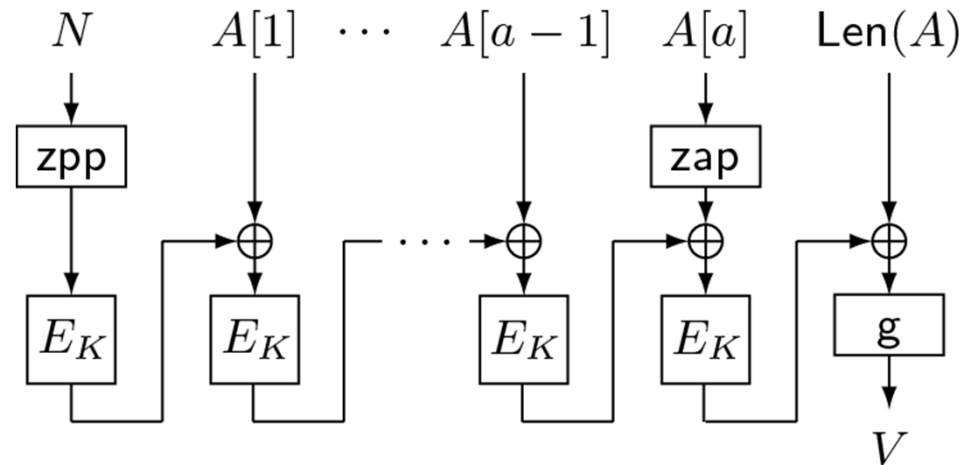 N A[1] ··· A[a − 1] A[a] Len(A)
zpp zap
···
E_K E_K E_K E_K g
V